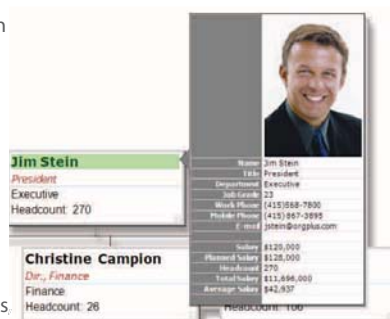 Jim Stein
President
Executive
Headcount: 270
Name Jim Stein
Title President
Department Executive
Job Grade 23
Work Phone (415)568-7800
Mobile Phone (415)867-3895
E-mail jstein@orgplus.com
Salary $120,000
Planned Salary $128,000
Headcount 270
Total Salary $11,696,000
Average Salary $42,937
Christine Campion
Dir., Finance
Finance
Headcount: 26
Headcount: 106